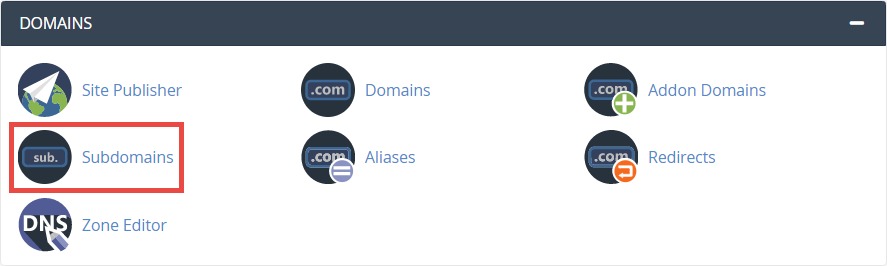 DOMAINS
Site Publisher
.com Domains
.com Addon Domains
sub. Subdomains
.com Aliases
.com Redirects
DNS Zone Editor